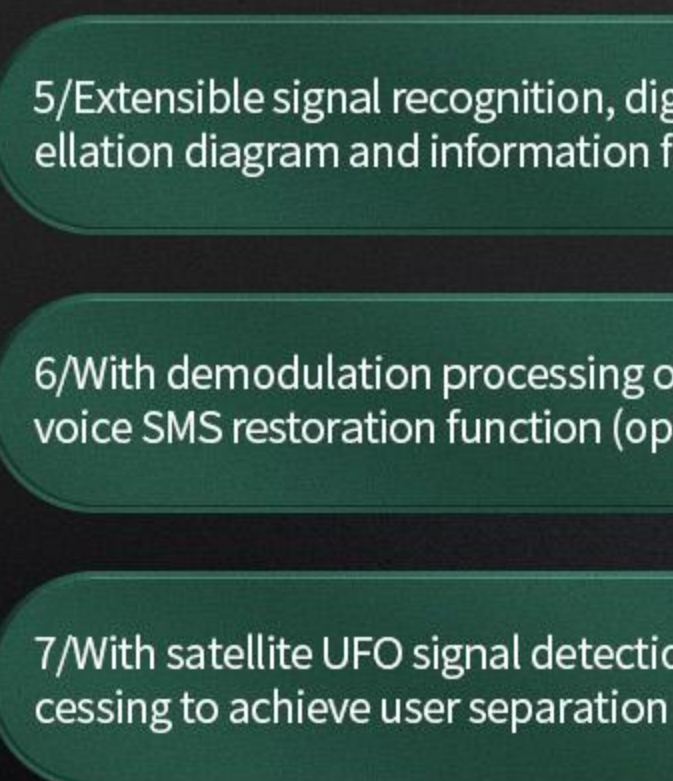 5/Extensible signal recognition, dig
ellation diagram and information f
6/With demodulation processing o
voice SMS restoration function (op
7/With satellite UFO signal detectio
cessing to achieve user separation